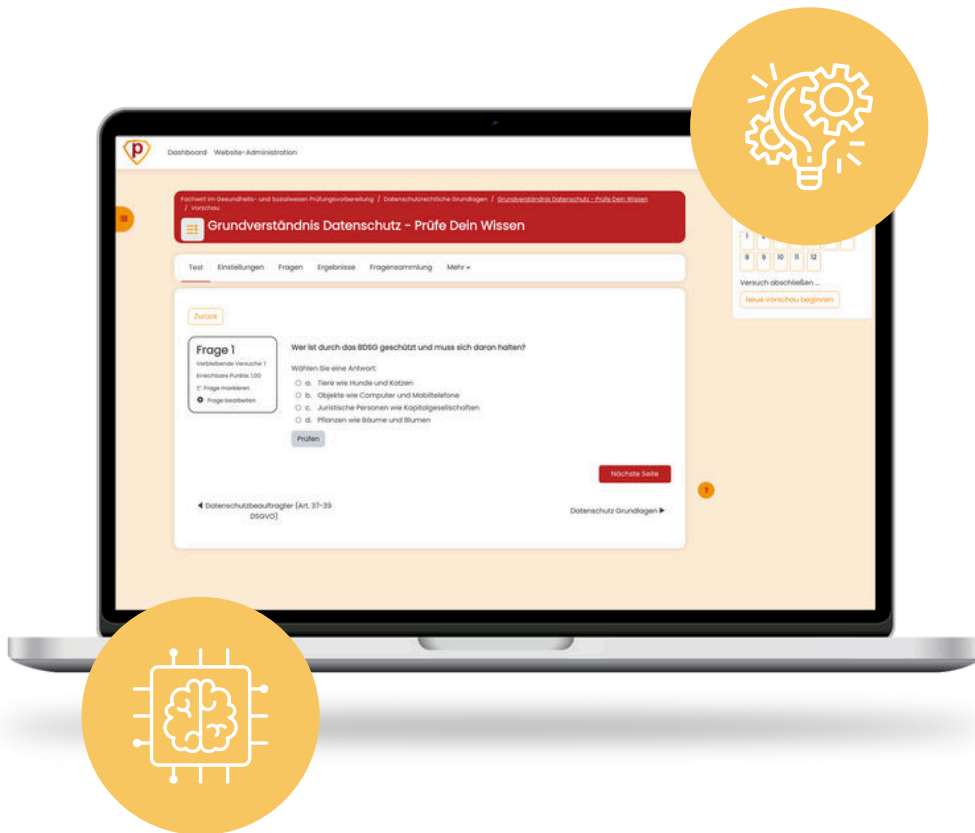 p
Dashboard Website-Administration
Fachwirt im Gesundheits- und Sozialwesen Prüfungsvorbereitung / Datenschutzrechtliche Grundlagen / Grundverständnis Datenschutz - Prüfe Dein Wissen
/ Vorschau
Grundverständnis Datenschutz - Prüfe Dein Wissen
Test Einstellungen Fragen Ergebnisse Fragensammlung Mehr
Zurück
Frage 1
Verbleibende Versuche: 1
Erreichbare Punkte: 1,00
Frage markieren
Frage bearbeiten
Wer ist durch das BDSG geschützt und muss sich daran halten?
Wählen Sie eine Antwort:
a. Tiere wie Hunde und Katzen
b. Objekte wie Computer und Mobiltelefone
c. Juristische Personen wie Kapitalgesellschaften
d. Pflanzen wie Bäume und Blumen
Prüfen
Nächste Seite
Datenschutzbeauftragter (Art. 37-39
DSGVO)
Datenschutz Grundlagen
?
1
8 9 10 11 12
Versuch abschließen ...
Neue Vorschau beginnen